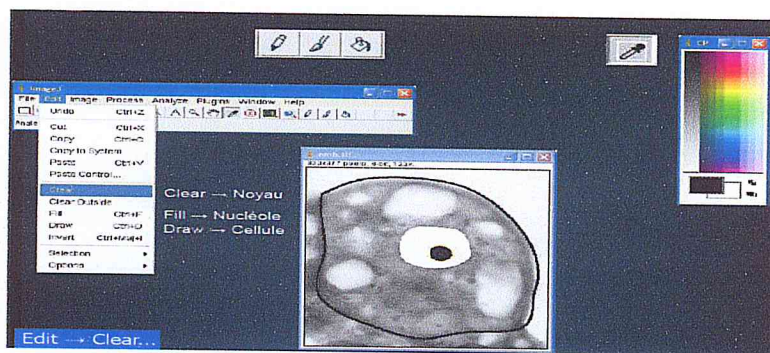 CP
ImageJ
File Edit Image Process Analyze Plugins Window Help
Undo Ctrl+Z
Cut Ctrl+X
Copy Ctrl+C
Copy to System
Paste Ctrl+V
Paste Control...
Clear
Clear Outside
Fill Ctrl+F
Draw Ctrl+D
Invert Ctrl+Maj+I
Selection
Options
Clear → Noyau
Fill → Nucléole
Draw → Cellule
Edit → Clear...